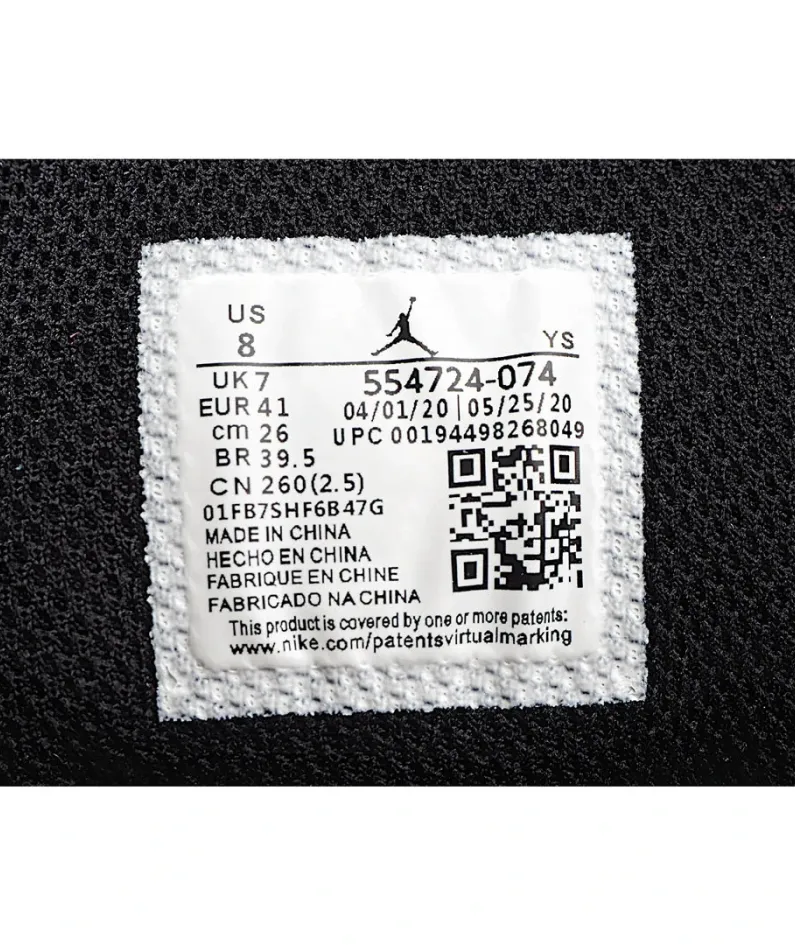 US
8
YS
UK 7
554724-074
EUR 41
04/01/20 | 05/25/20
cm 26
UPC 00194498268049
BR 39.5
CN 260(2.5)
01FB7SHF6B47G
MADE IN CHINA
HECHO EN CHINA
FABRIQUE EN CHINE
FABRICADO NA CHINA
This product is covered by one or more patents:
www.nike.com/patentsvirtualmarking